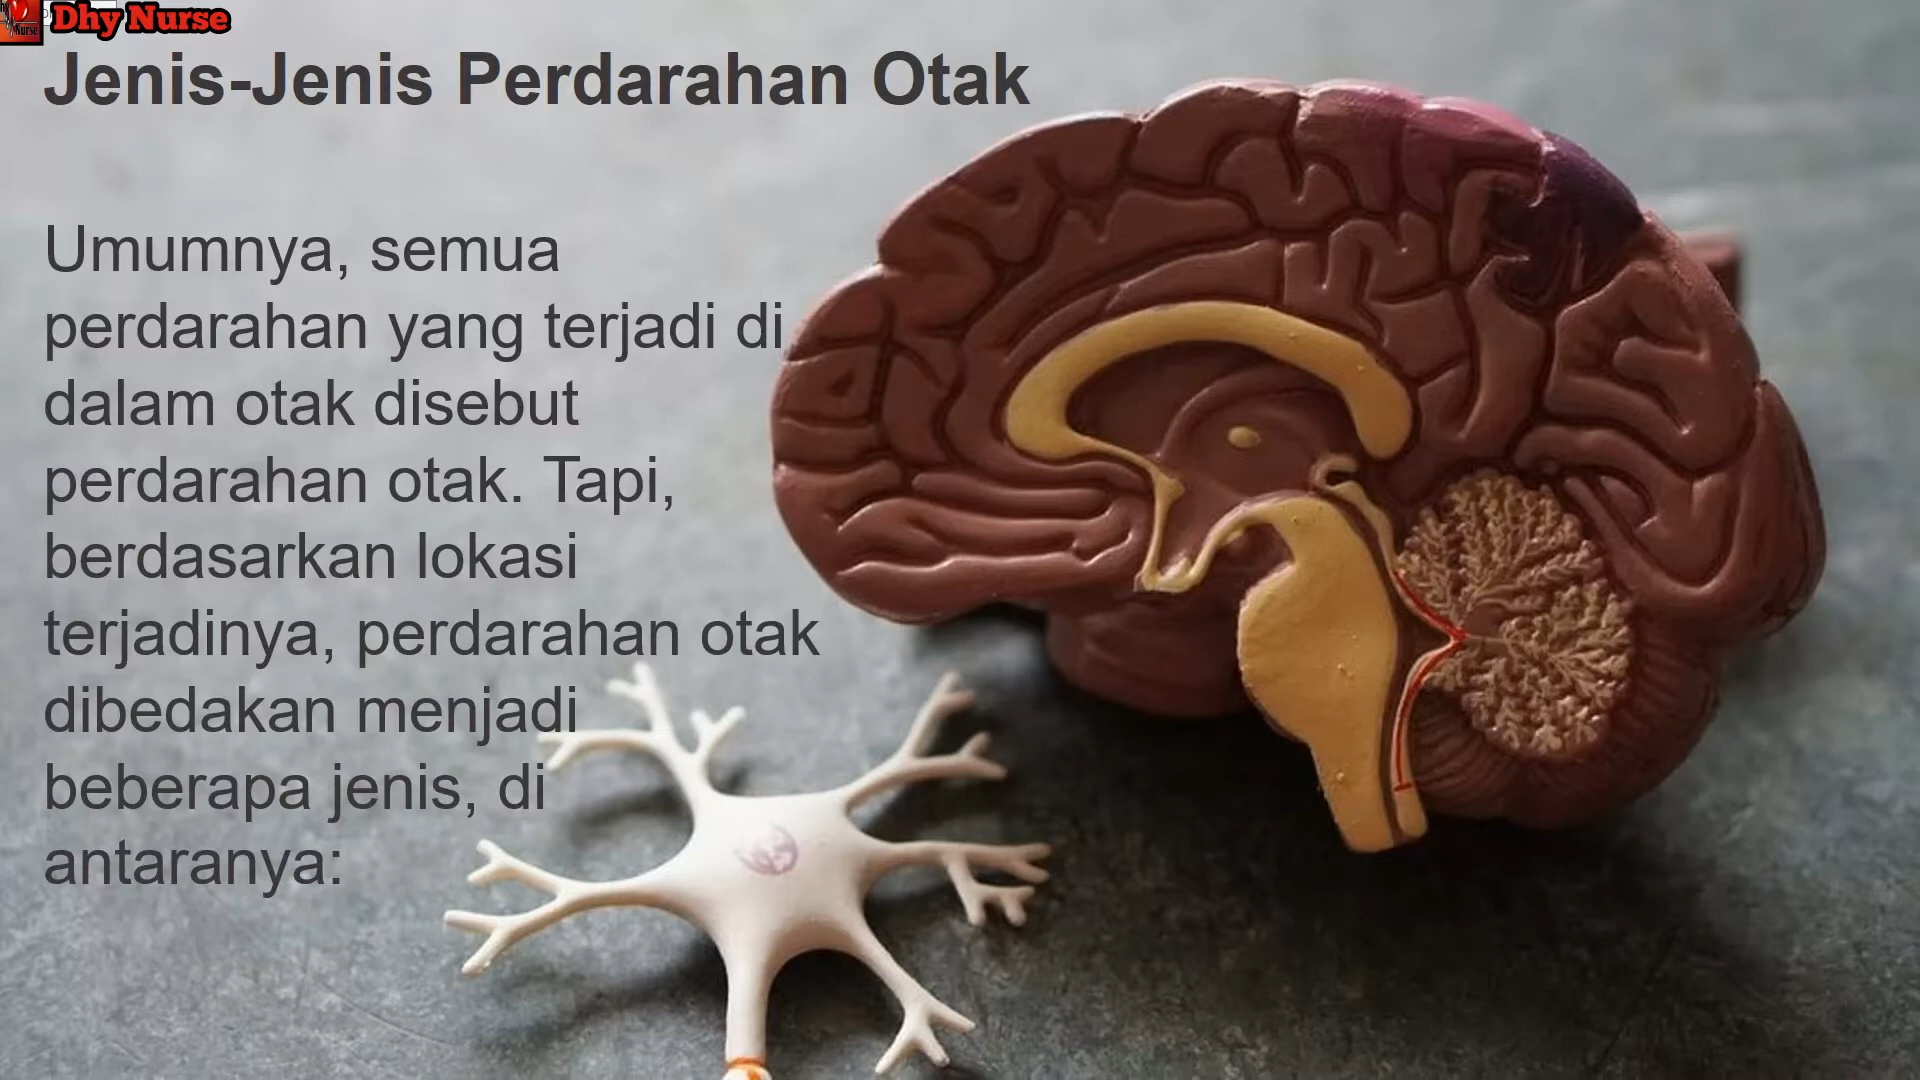 Dhy Nurse
Jenis-Jenis Perdarahan Otak
Umumnya, semua
perdarahan yang terjadi di
dalam otak disebut
perdarahan otak. Tapi,
berdasarkan lokasi
terjadinya, perdarahan otak
dibedakan menjadi
beberapa jenis, di
antaranya: